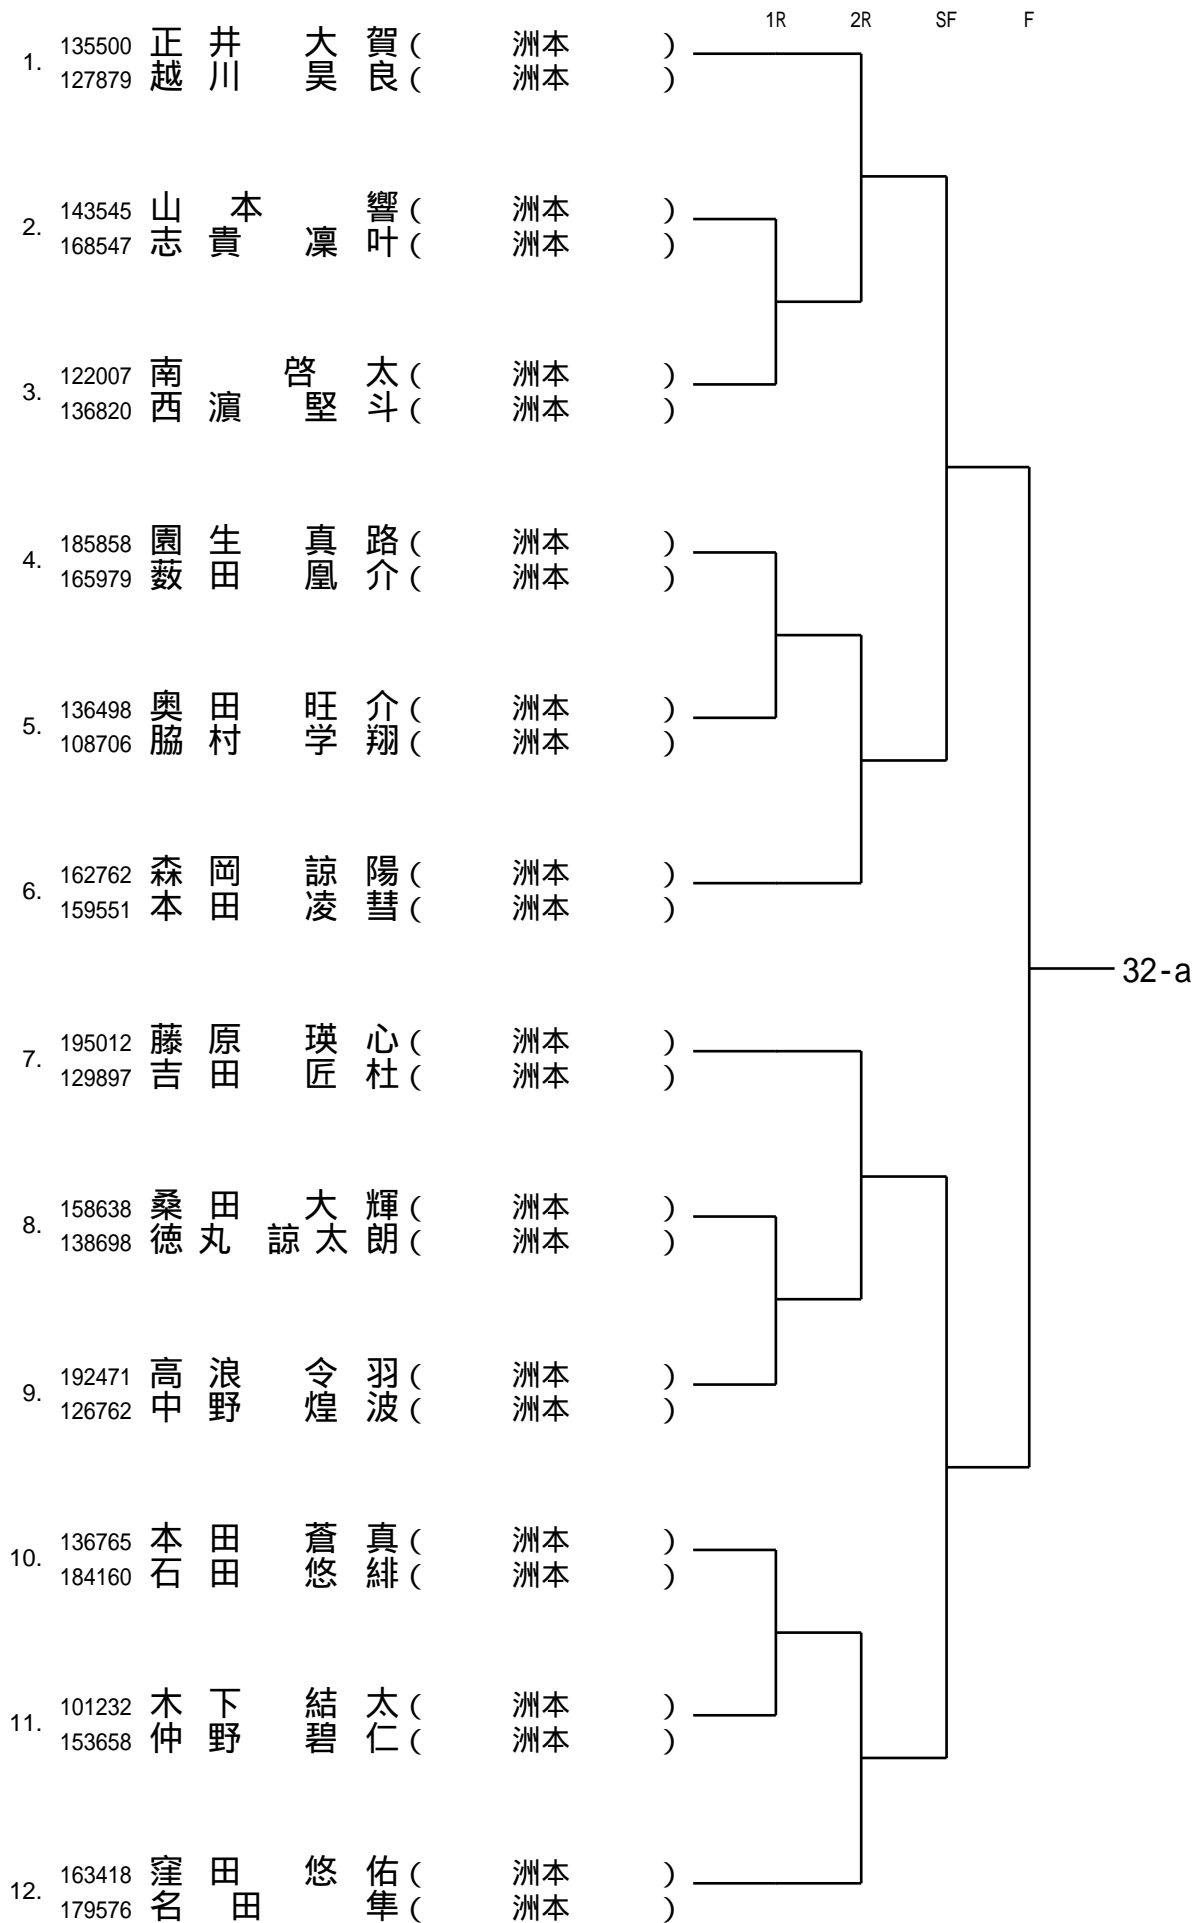 1R 2R SF F
1. 135500 正井 大賀 ( 洲本 )
127879 越川 昊良 ( 洲本 )
2. 143545 山本 響 ( 洲本 )
168547 志貴 凜叶 ( 洲本 )
3. 122007 南 啓太 ( 洲本 )
136820 西濵 堅斗 ( 洲本 )
4. 185858 園生 真路 ( 洲本 )
165979 薮田 凰介 ( 洲本 )
5. 136498 奥田 旺介 ( 洲本 )
108706 脇村 学翔 ( 洲本 )
6. 162762 森岡 諒陽 ( 洲本 )
159551 本田 凌彗 ( 洲本 )
32-a
7. 195012 藤原 瑛心 ( 洲本 )
129897 吉田 匠杜 ( 洲本 )
8. 158638 桑田 大輝 ( 洲本 )
138698 徳丸 諒太朗 ( 洲本 )
9. 192471 高浪 令羽 ( 洲本 )
126762 中野 煌波 ( 洲本 )
10. 136765 本田 蒼真 ( 洲本 )
184160 石田 悠緋 ( 洲本 )
11. 101232 木下 結太 ( 洲本 )
153658 仲野 碧仁 ( 洲本 )
12. 163418 窪田 悠佑 ( 洲本 )
179576 名田 隼 ( 洲本 )